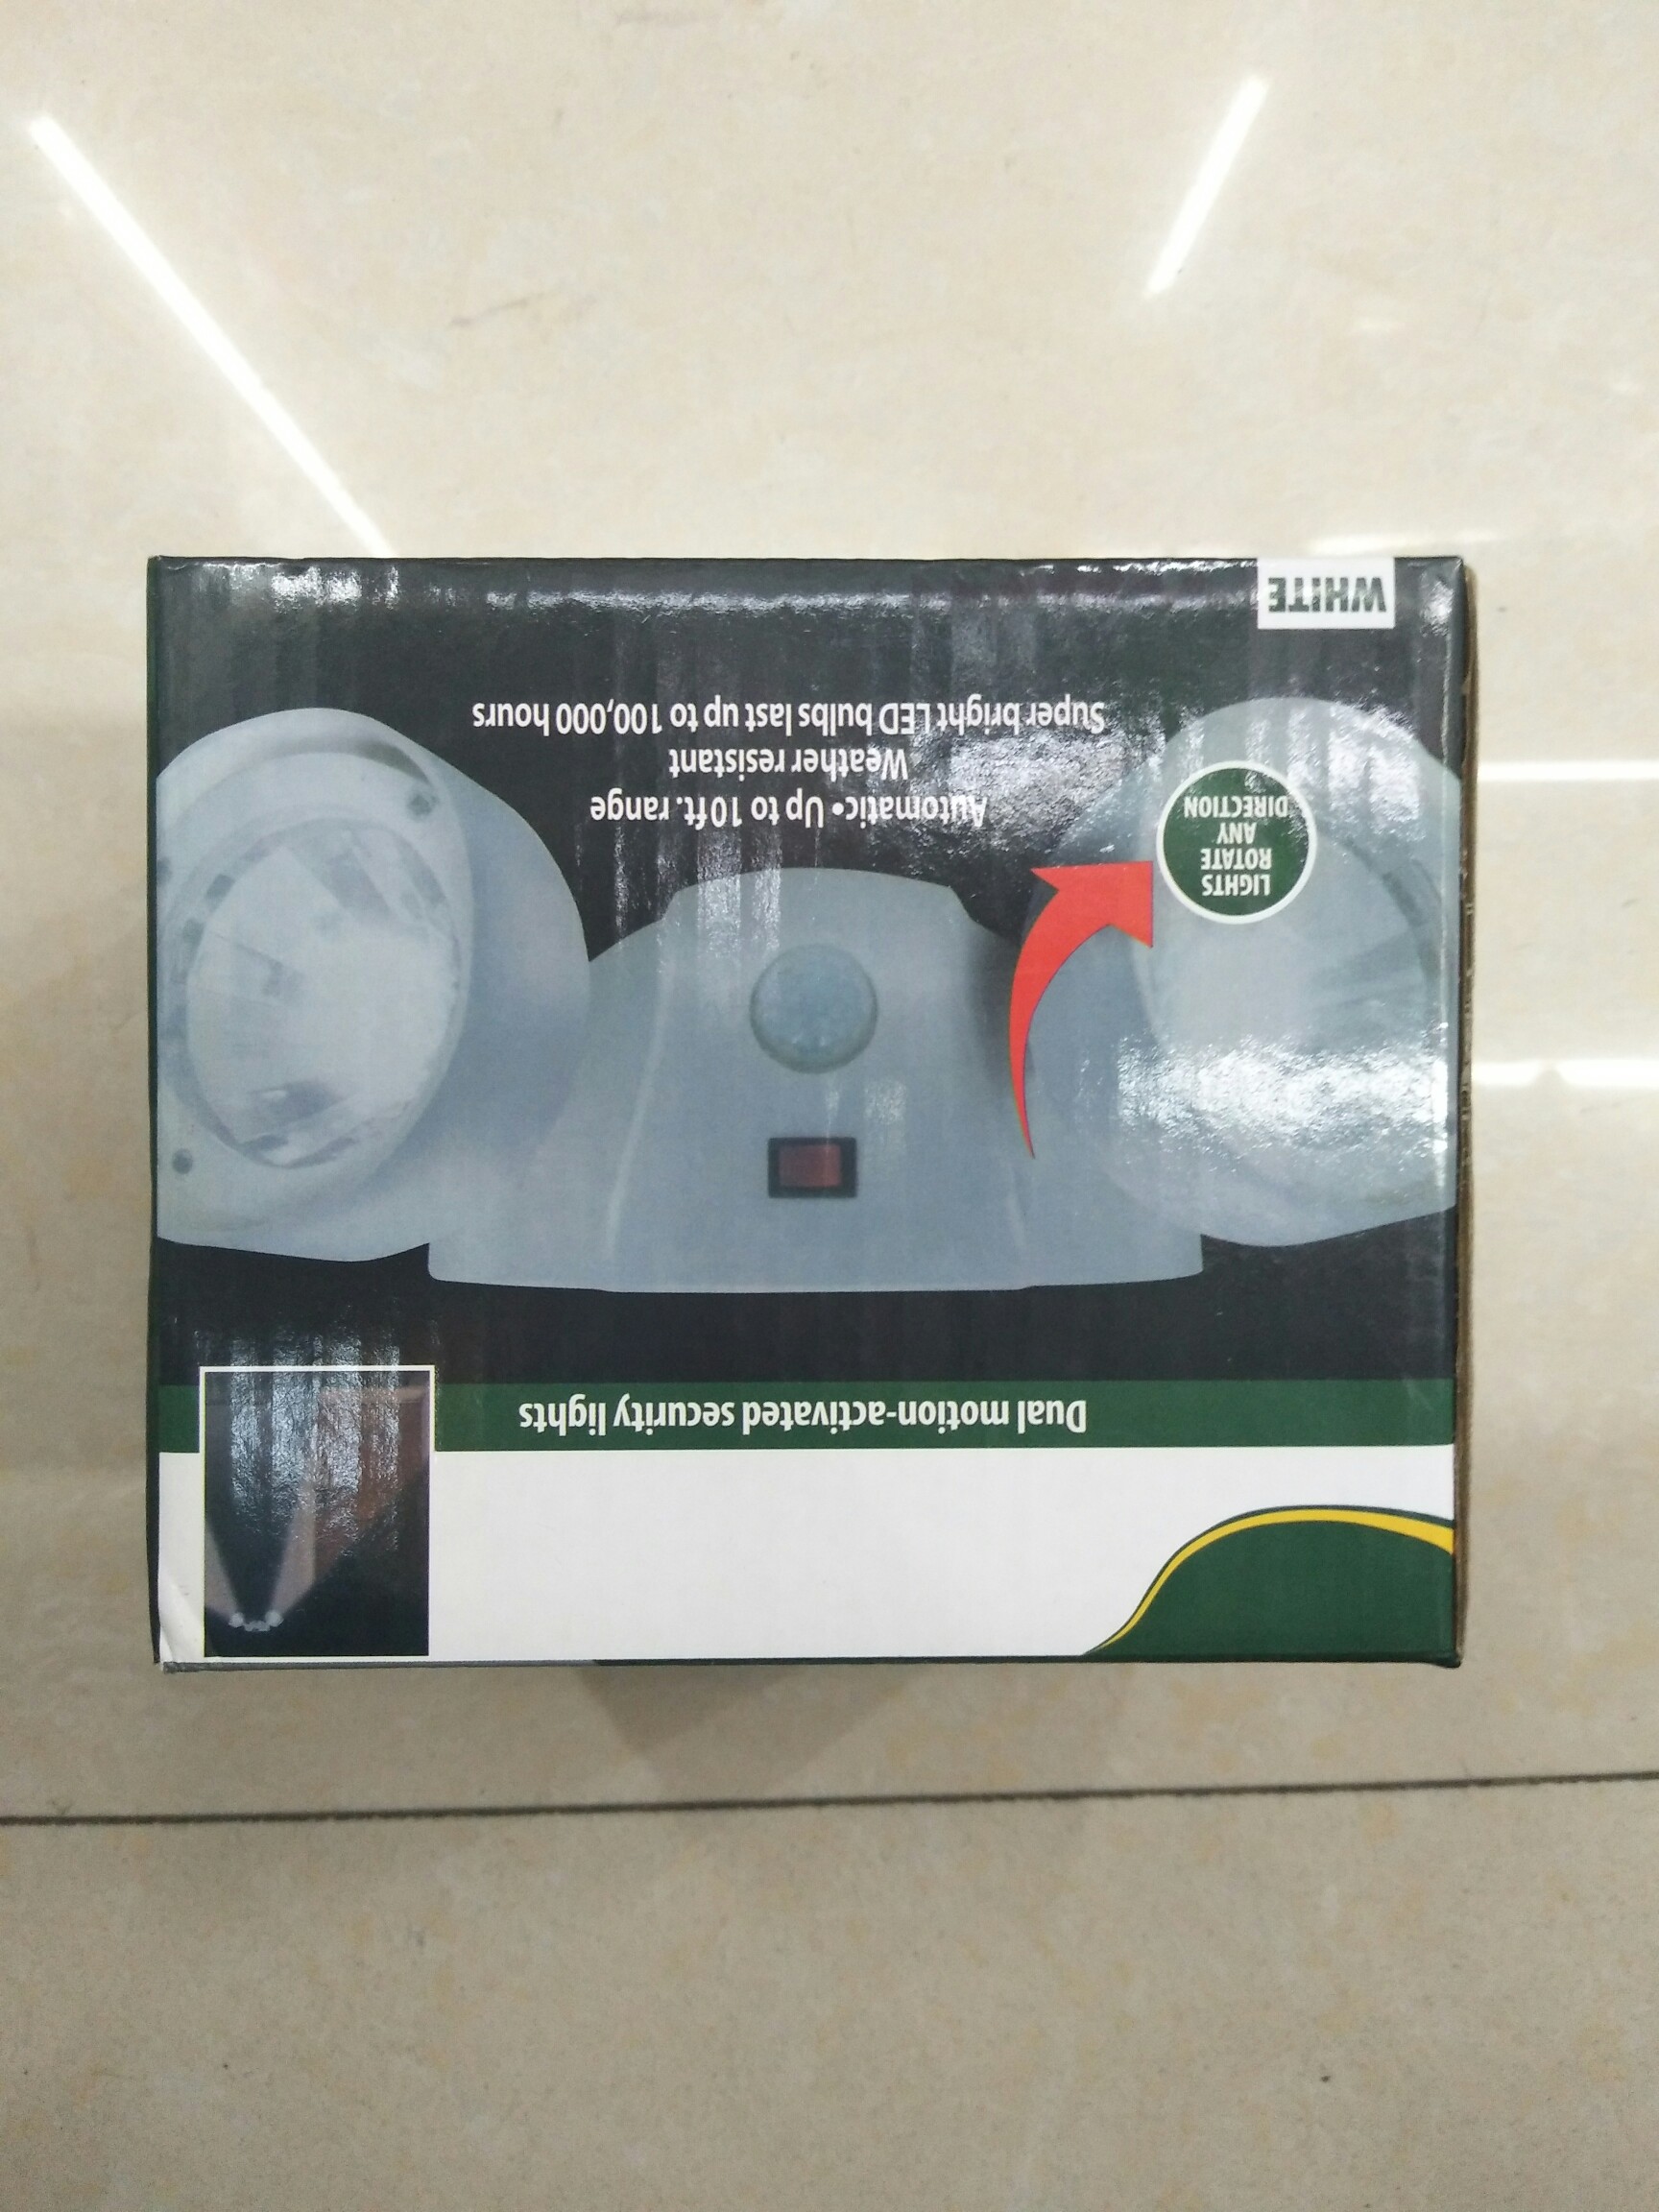 Dual motion-activated security lights
LIGHTS
ROTATE
ANY
DIRECTION
Automatic • Up to 10ft. range
Weather resistant
Super bright LED bulbs last up to 100,000 hours
WHITE